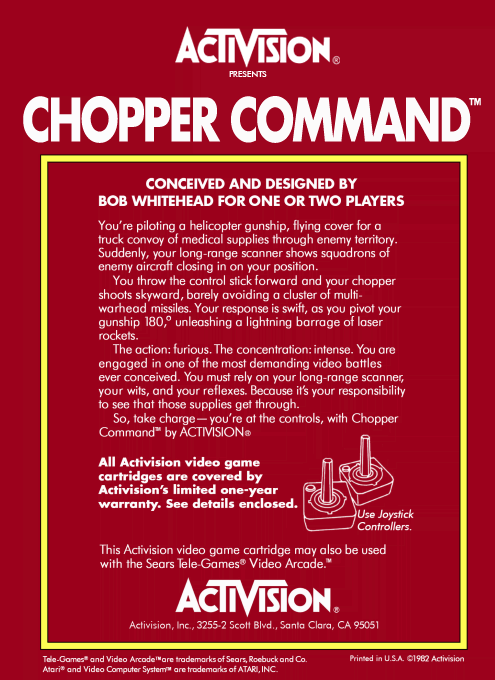 ACTIVISION®
PRESENTS
CHOPPER COMMAND™
CONCEIVED AND DESIGNED BY
BOB WHITEHEAD FOR ONE OR TWO PLAYERS
You're piloting a helicopter gunship, flying cover for a
truck convoy of medical supplies through enemy territory.
Suddenly, your long-range scanner shows squadrons of
enemy aircraft closing in on your position.
You throw the control stick forward and your chopper
shoots skyward, barely avoiding a cluster of multi-
warhead missiles. Your response is swift, as you pivot your
gunship 180,° unleashing a lightning barrage of laser
rockets.
The action: furious. The concentration: intense. You are
engaged in one of the most demanding video battles
ever conceived. You must rely on your long-range scanner,
your wits, and your reflexes. Because it's your responsibility
to see that those supplies get through.
So, take charge—you're at the controls, with Chopper
Command™ by ACTIVISION®
All Activision video game
cartridges are covered by
Activision's limited one-year
warranty. See details enclosed.
Use Joystick
Controllers.
This Activision video game cartridge may also be used
with the Sears Tele-Games® Video Arcade.™
ACTIVISION®
Activision, Inc., 3255-2 Scott Blvd., Santa Clara, CA 95051
Tele-Games® and Video Arcade™ are trademarks of Sears, Roebuck and Co.
Atari® and Video Computer System™ are trademarks of ATARI, INC.
Printed in U.S.A. ©1982 Activision